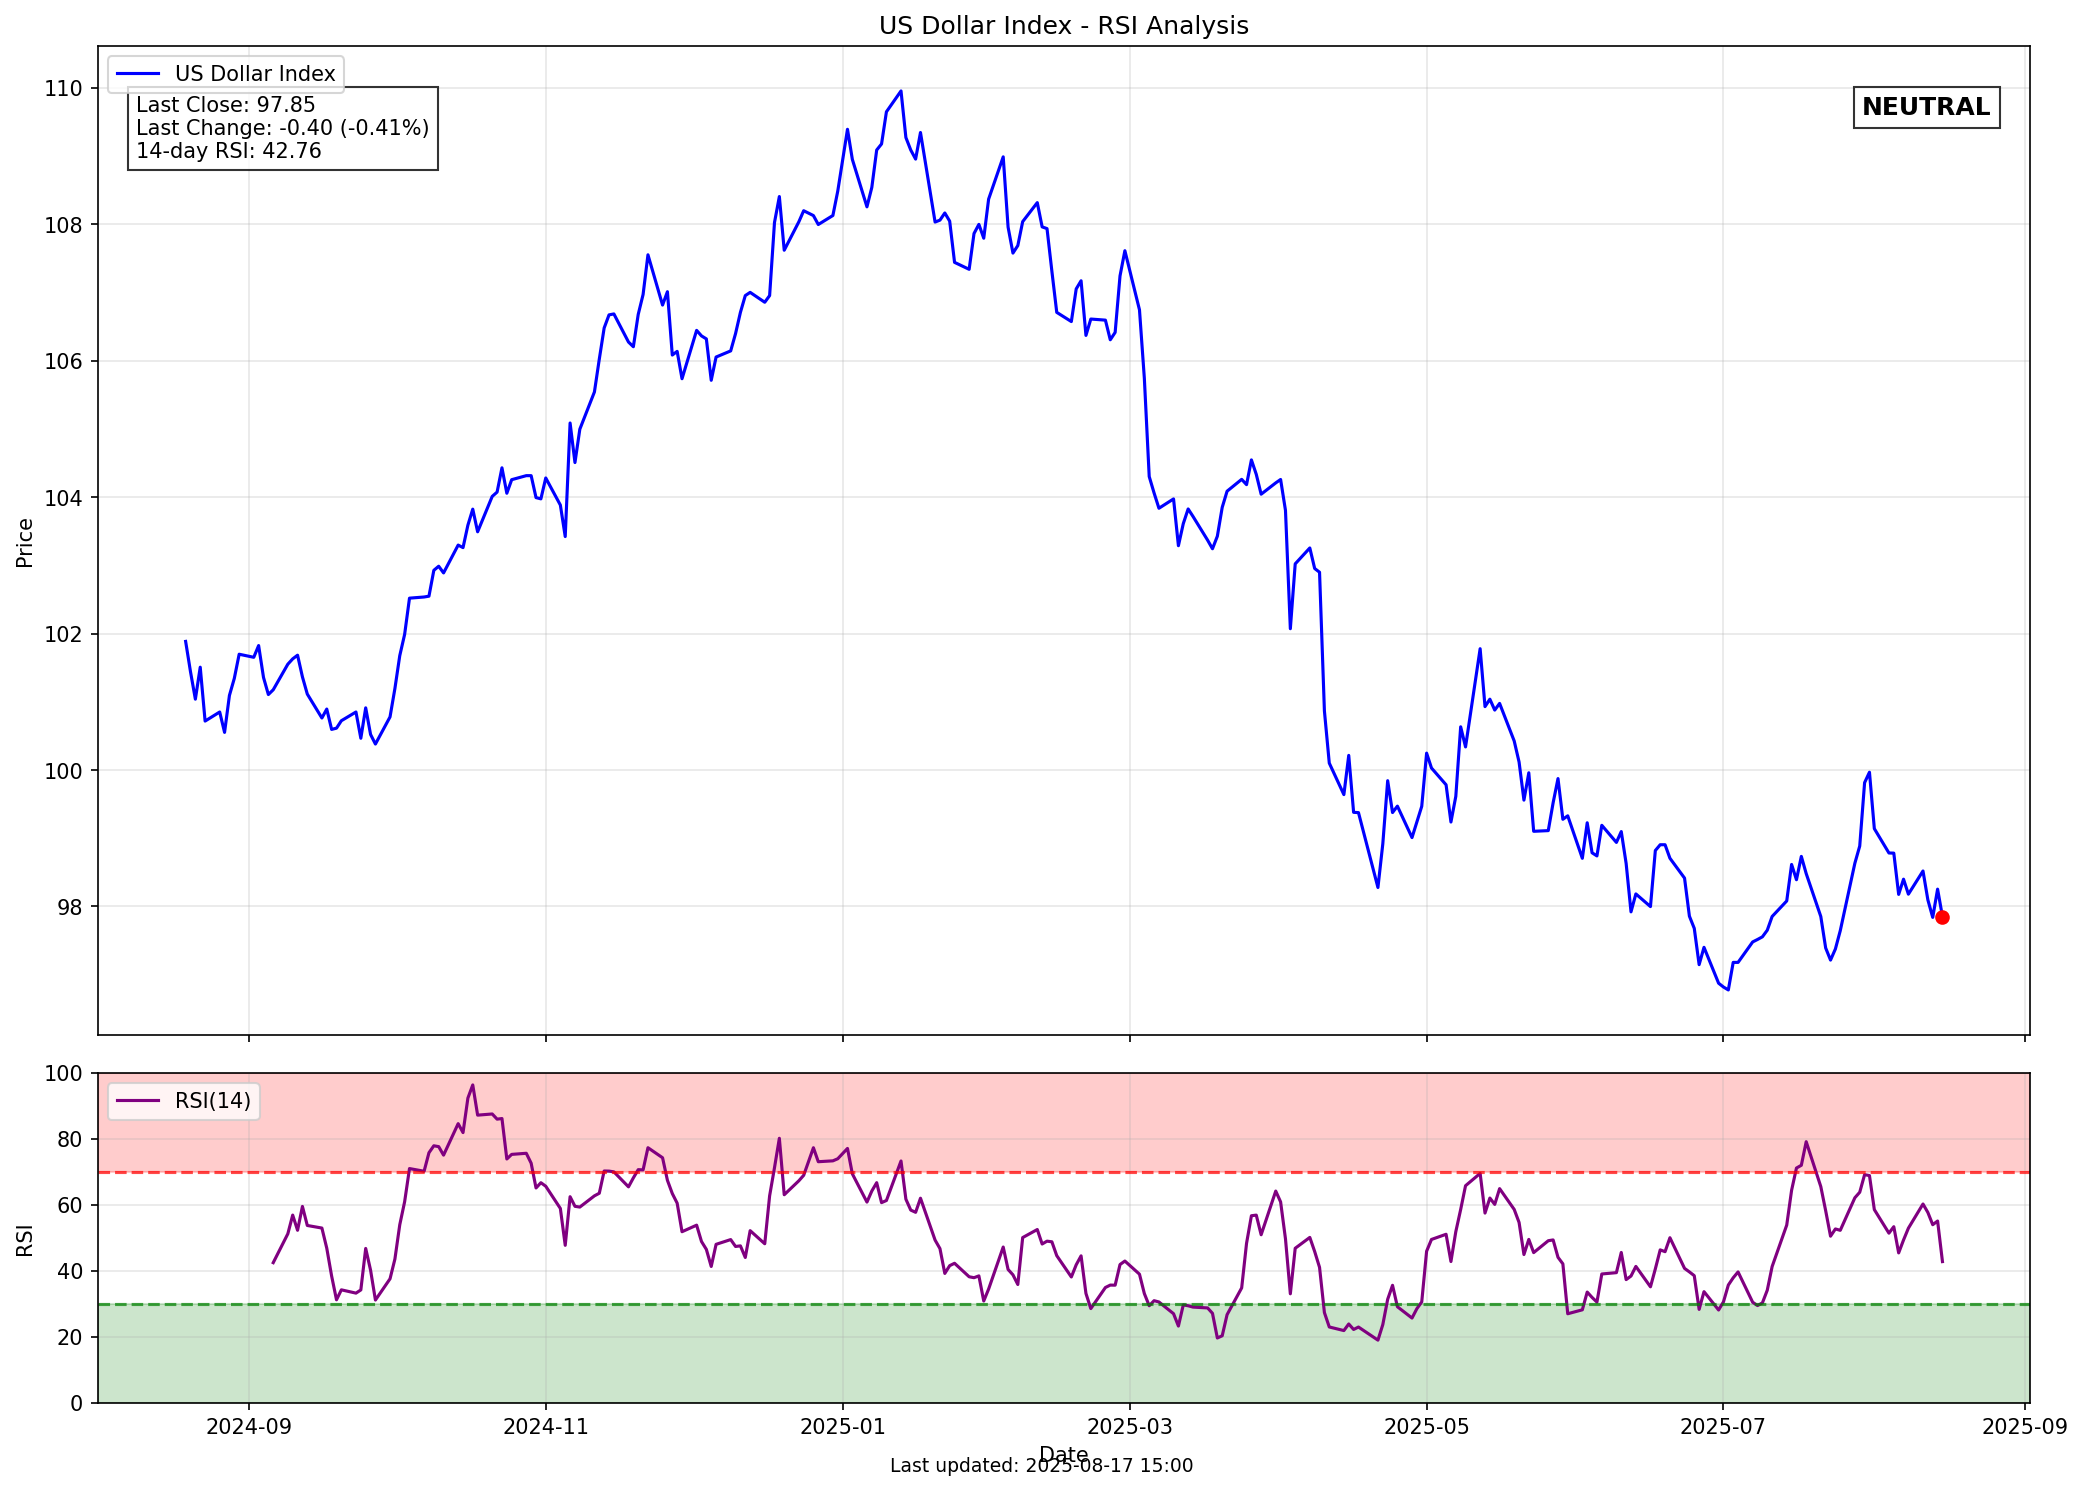 US Dollar Index - RSI Analysis
US Dollar Index
Last Close: 97.85
Last Change: -0.40 (-0.41%)
14-day RSI: 42.76
NEUTRAL
Price
110
108
106
104
102
100
98
RSI(14)
RSI
100
80
60
40
20
0
2024-09 2024-11 2025-01 2025-03 2025-05 2025-07 2025-09
Date
Last updated: 2025-08-17 15:00